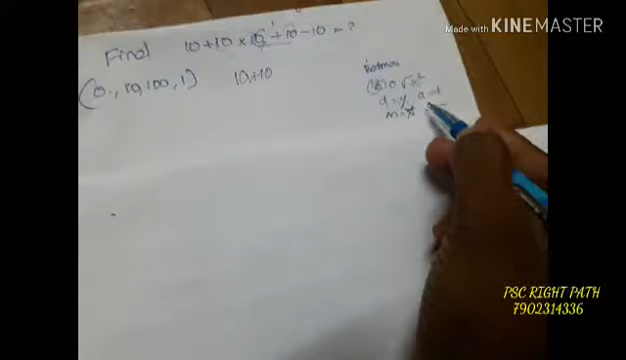 Made with KINEMASTER
Find 10+10×10÷10-10=?
(0, 10, 100, 1) 10+10
PSC RIGHT PATH
7902314336